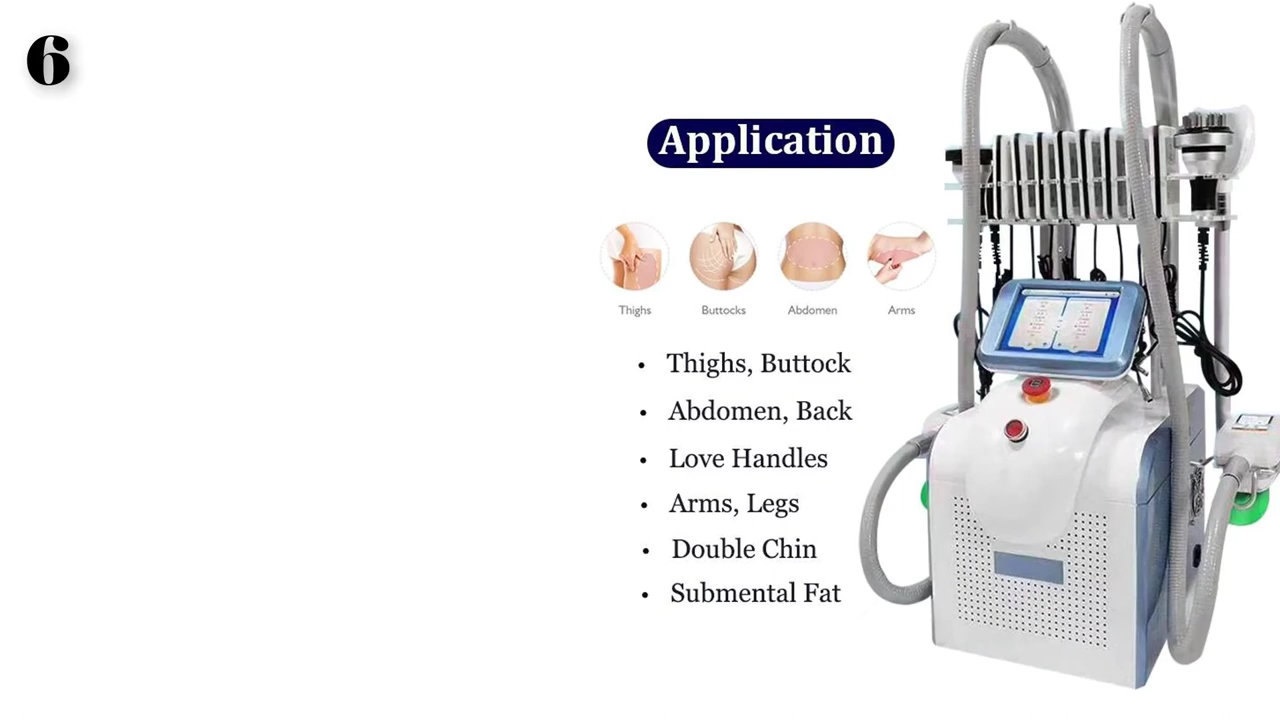 6
Application
Thighs
Buttocks
Abdomen
Arms
• Thighs, Buttock
• Abdomen, Back
• Love Handles
• Arms, Legs
• Double Chin
• Submental Fat